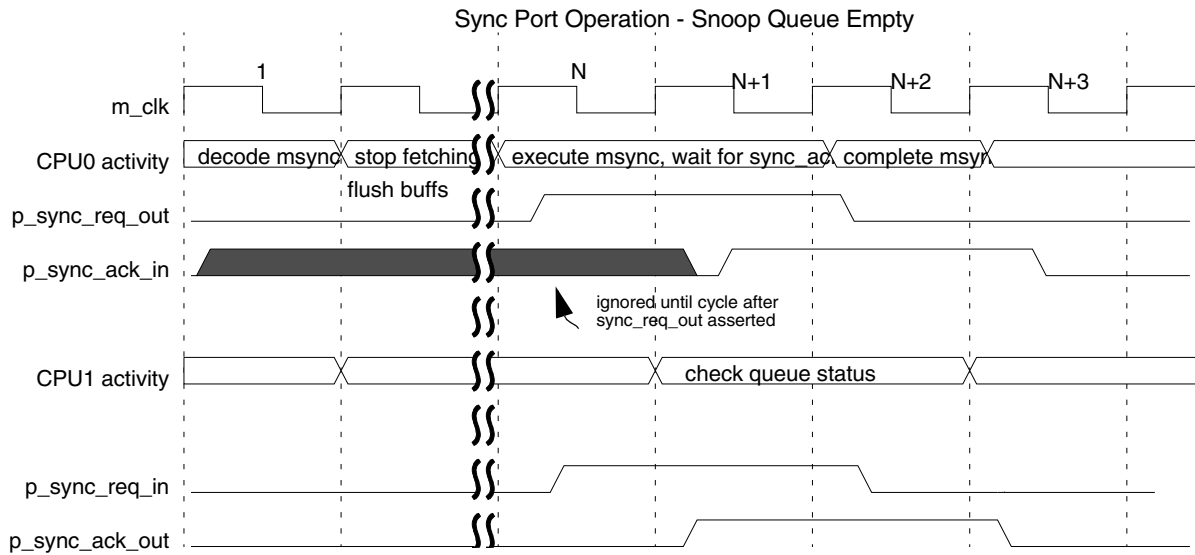 Sync Port Operation - Snoop Queue Empty
1
N
N+1
N+2
N+3
m_clk
CPU0 activity
decode msync
stop fetching
execute msync, wait for sync_ac
complete msyn
flush buffs
p_sync_req_out
p_sync_ack_in
ignored until cycle after
sync_req_out asserted
CPU1 activity
check queue status
p_sync_req_in
p_sync_ack_out